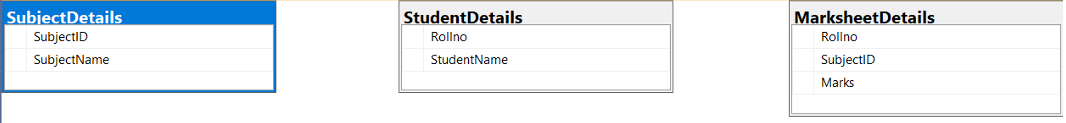 SubjectDetails
SubjectID
SubjectName
StudentDetails
Rollno
StudentName
MarksheetDetails
Rollno
SubjectID
Marks